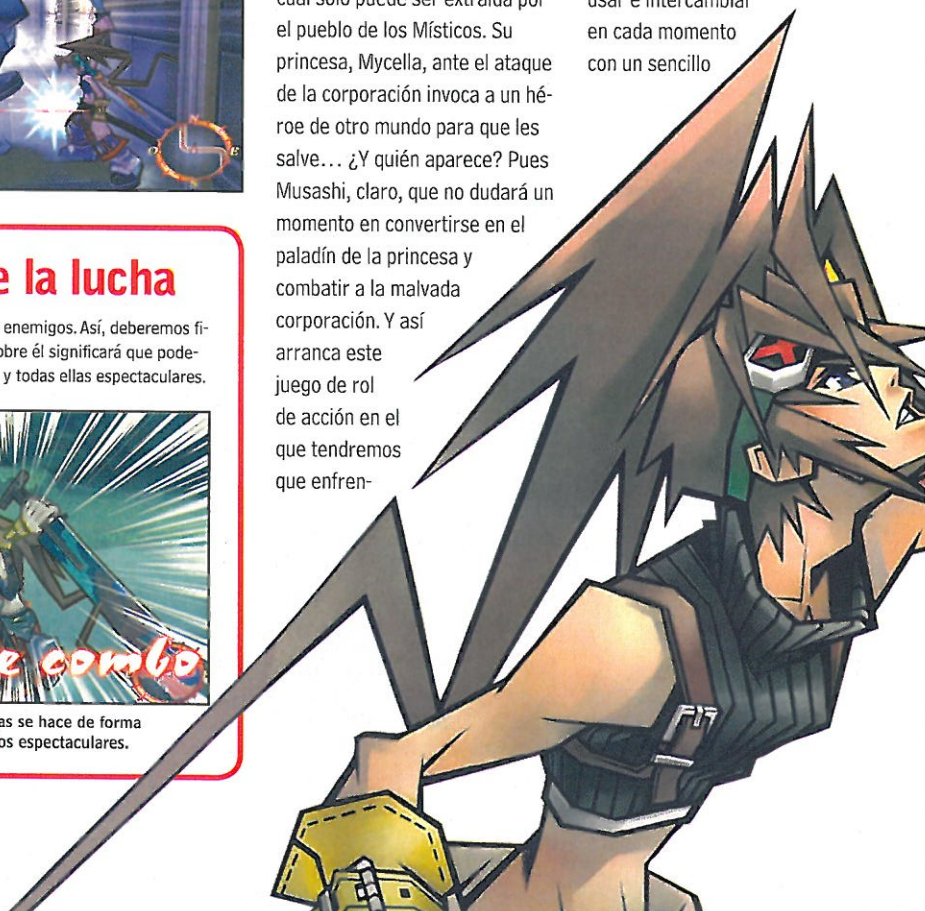 cual sólo puede ser extraída por
el pueblo de los Místicos. Su
princesa, Mycella, ante el ataque
de la corporación invoca a un hé-
roe de otro mundo para que les
salve... ¿Y quién aparece? Pues
Musashi, claro, que no dudará un
momento en convertirse en el
paladín de la princesa y
combatir a la malvada
corporación. Y así
arranca este
juego de rol
de acción en el
que tendremos
que enfren-
usar e intercambiar
en cada momento
con un sencillo
e la lucha
enemigos. Así, deberemos fi-
obre él significará que pode-
y todas ellas espectaculares.
e combo
as se hace de forma
os espectaculares.